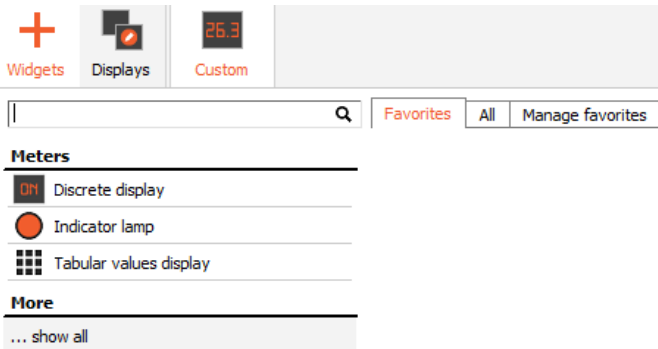 26.3
Widgets
Displays
Custom
Favorites
All
Manage favorites
Meters
ON
Discrete display
Indicator lamp
Tabular values display
More
... show all